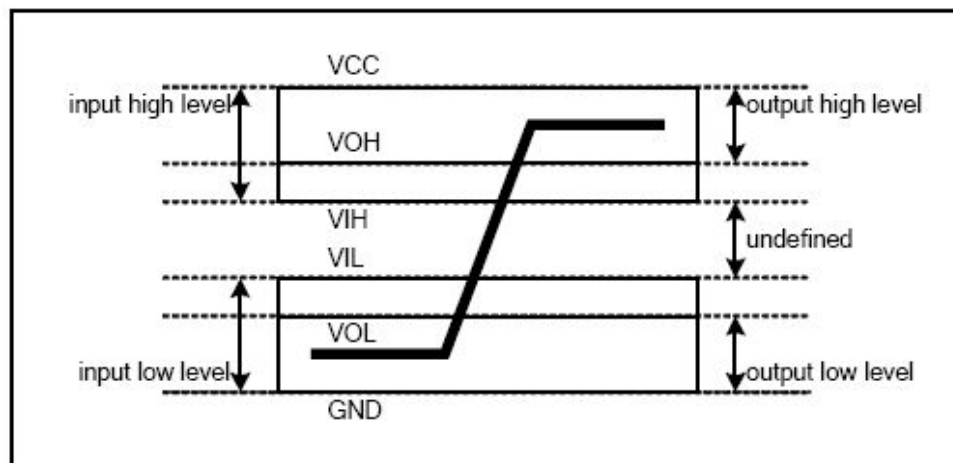 VCC
input high level
output high level
VOH
VIH
undefined
VIL
VOL
input low level
output low level
GND